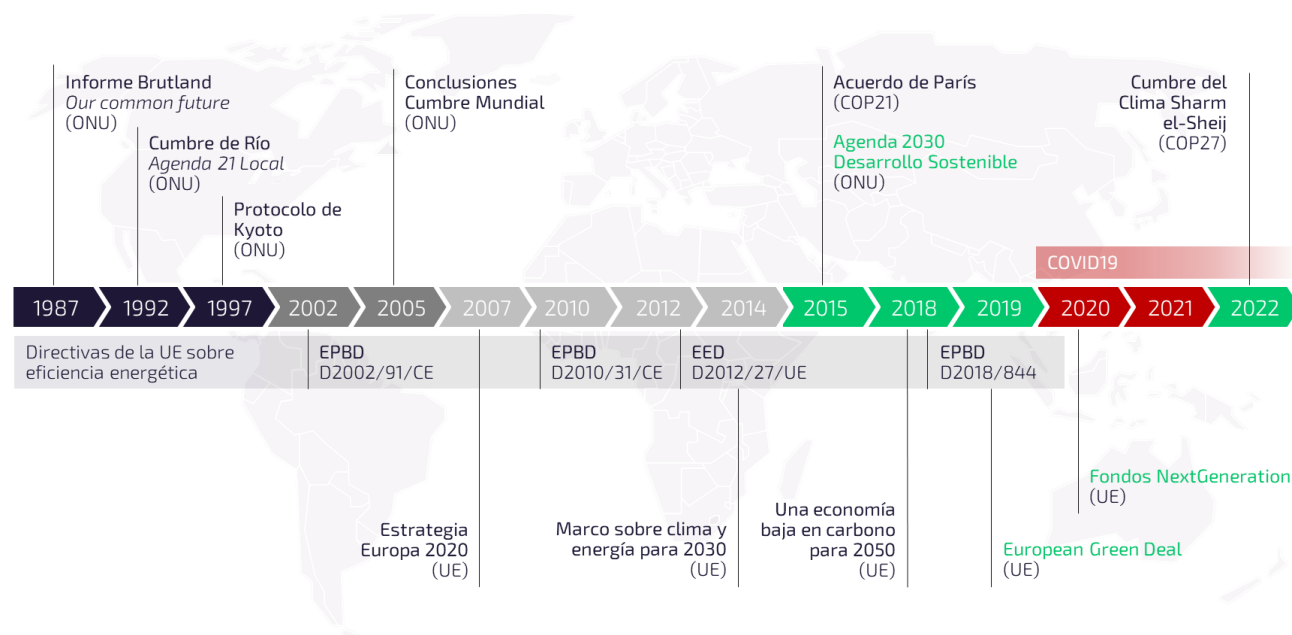 Informe Brutland
Our common future
(ONU)
Cumbre de Río
Agenda 21 Local
(ONU)
Protocolo de
Kyoto
(ONU)
Conclusiones
Cumbre Mundial
(ONU)
Acuerdo de París
(COP21)
Agenda 2030
Desarrollo Sostenible
(ONU)
Cumbre del
Clima Sharm
el-Sheij
(COP27)
COVID19
1987 1992 1997 2002 2005 2007 2010 2012 2014 2015 2018 2019 2020 2021 2022
Directivas de la UE sobre
eficiencia energética
EPBD
D2002/91/CE
EPBD
D2010/31/CE
EED
D2012/27/UE
EPBD
D2018/844
Estrategia
Europa 2020
(UE)
Marco sobre clima y
energía para 2030
(UE)
Una economía
baja en carbono
para 2050
(UE)
European Green Deal
(UE)
Fondos NextGeneration
(UE)